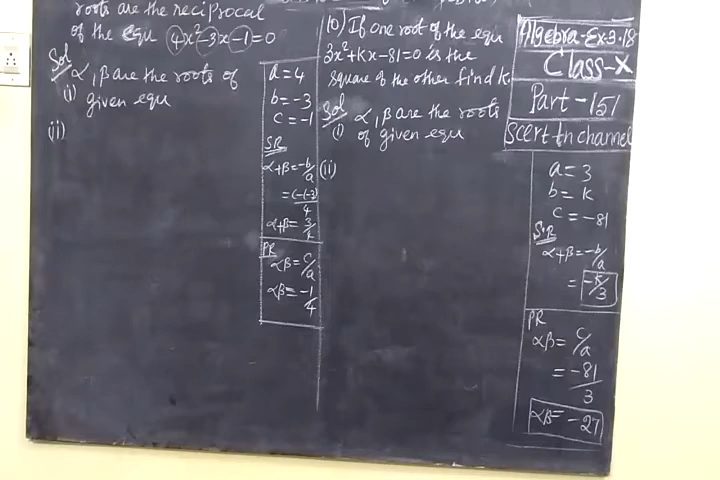 roots are the reciprocal
of the equ 4x²-3x-1=0
Sol
α, β are the roots of
(i) given equ
(ii)
a = 4
b = -3
c = -1
SR
α+β = -b/a
= (-(-3))/4
α+β = 3/4
PR
αβ = c/a
αβ = -1/4
10) If one root of the equ
3x²+kx-81=0 is the
square of the other find k
Sol
α, β are the roots
(i) of given equ
(ii)
Algebra-Ex-3.18
Class-X
Part-151
Scert tn channel
a = 3
b = k
c = -81
S.R
α+β = -b/a
= -k/3
PR
αβ = c/a
= -81/3
αβ = -27